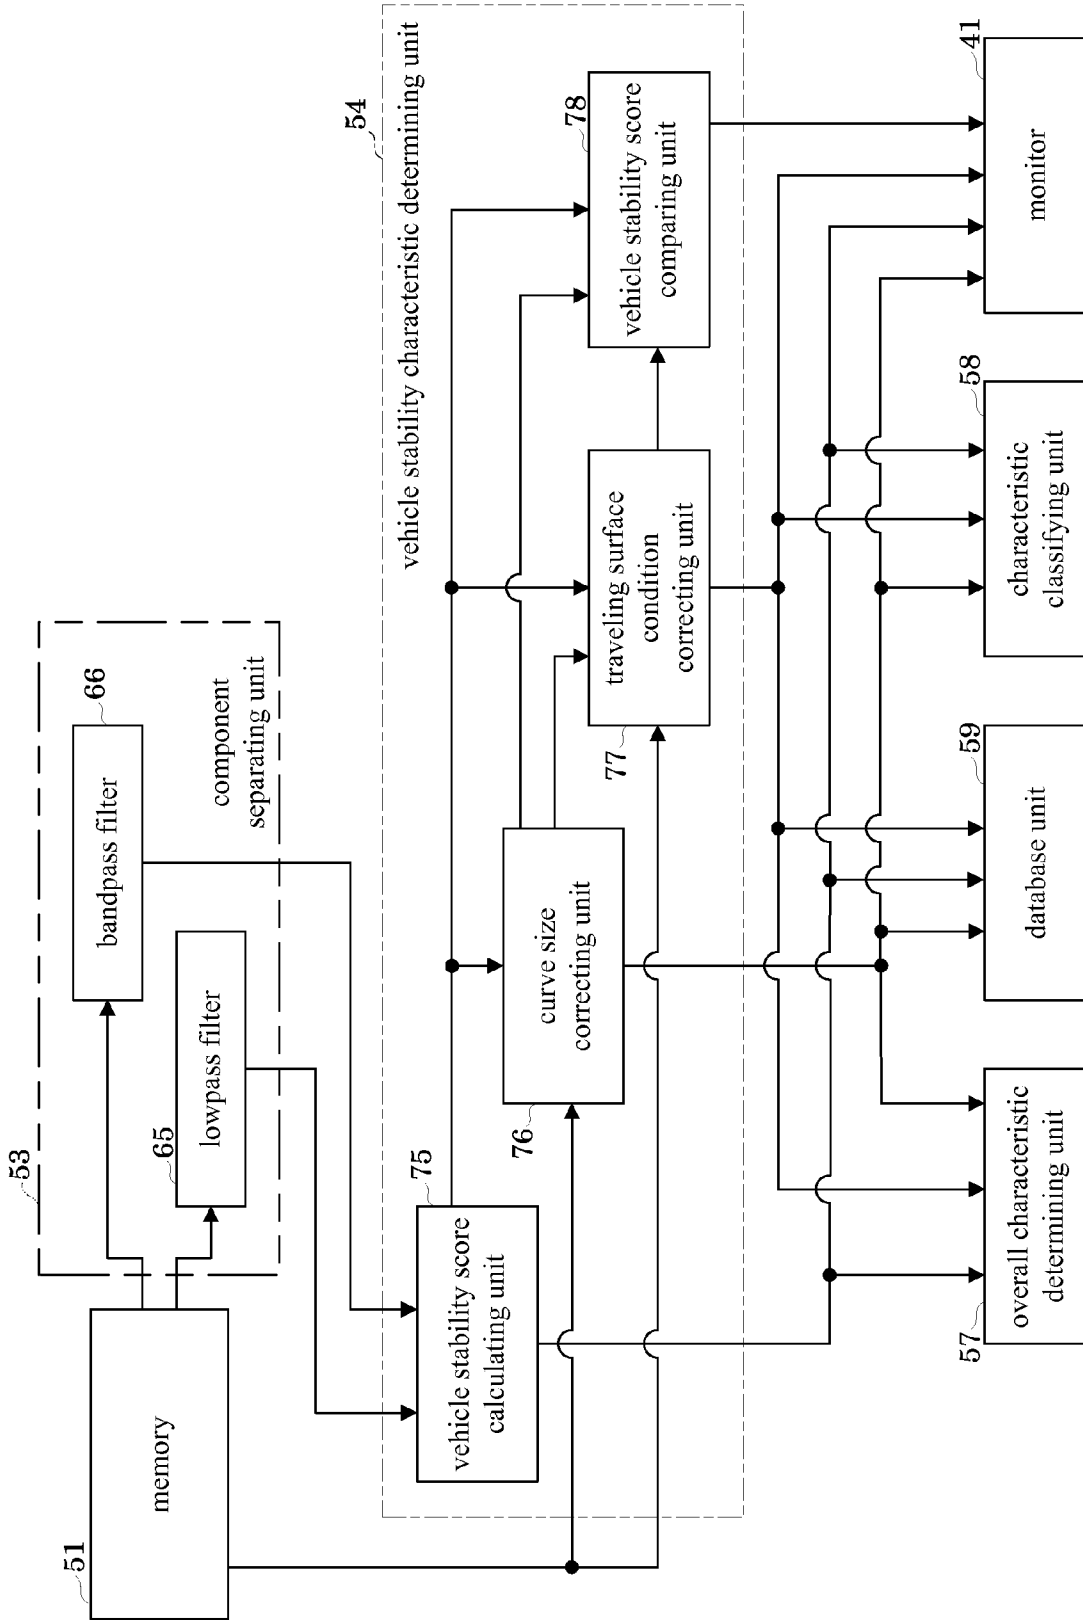 51
memory
53
component
separating unit
65
lowpass filter
66
bandpass filter
54
vehicle stability characteristic determining unit
75
vehicle stability score
calculating unit
76
curve size
correcting unit
77
traveling surface
condition
correcting unit
78
vehicle stability score
comparing unit
57
overall characteristic
determining unit
59
database unit
58
characteristic
classifying unit
41
monitor